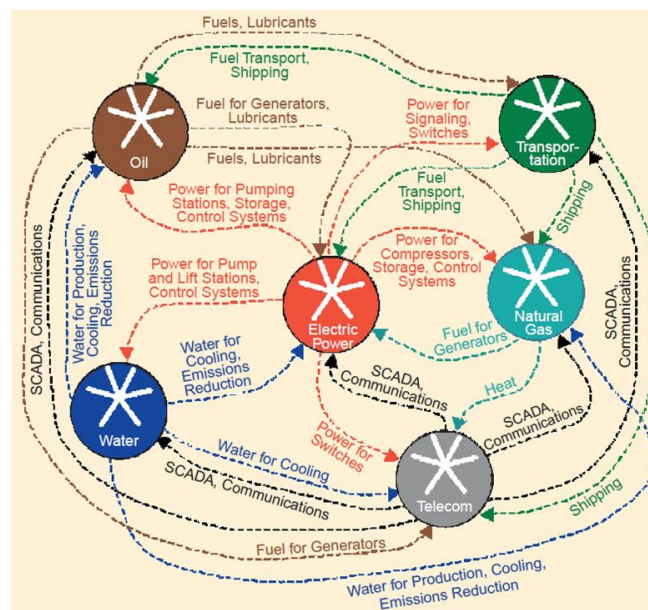 Fuels, Lubricants
Fuel Transport,
Shipping
Fuel for Generators,
Lubricants
Power for
Signaling,
Switches
Oil
Transpor-
tation
Fuels, Lubricants
Fuel
Transport,
Shipping
Shipping
Power for Pumping
Stations, Storage,
Control Systems
Power for
Compressors,
Storage, Control
Systems
Power for Pump
and Lift Stations,
Control Systems
Water for Production,
Cooling, Emissions
Reduction
SCADA, Communications
SCADA, Communications
Electric
Power
Natural
Gas
Fuel for
Generators
Water for
Cooling,
Emissions
Reduction
SCADA,
Communications
Heat
SCADA,
Communications
Water
Water for Cooling
Power for
Switches
SCADA, Communications
Telecom
Shipping
Fuel for Generators
Water for Production, Cooling,
Emissions Reduction